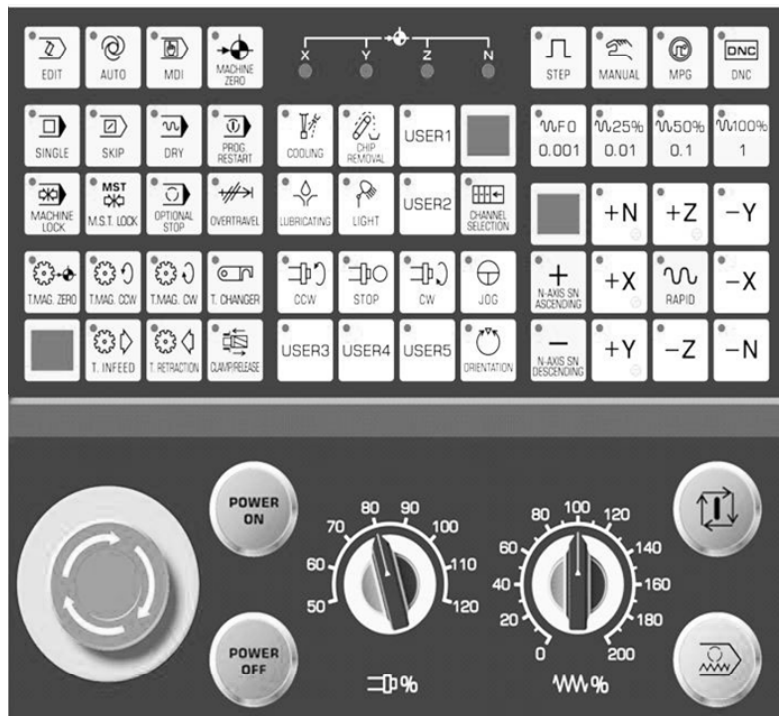 X Y Z N
EDIT
AUTO
MDI
MACHINE
ZERO
STEP
MANUAL
MPG
DNC
DNC
SINGLE
SKIP
DRY
PROG.
RESTART
COOLING
CHIP
REMOVAL
USER1
F0
0.001
25%
0.01
50%
0.1
100%
1
MACHINE
LOCK
MST
M.S.T. LOCK
OPTIONAL
STOP
OVERTRAVEL
LUBRICATING
LIGHT
USER2
CHANNEL
SELECTION
+N
+Z
−Y
T.MAG. ZERO
T.MAG. CCW
T.MAG. CW
T. CHANGER
CCW
STOP
CW
JOG
+
N-AXIS SN
ASCENDING
+X
RAPID
−X
T. INFEED
T. RETRACTION
CLAMP/RELEASE
USER3
USER4
USER5
ORIENTATION
−
N-AXIS SN
DESCENDING
+Y
−Z
−N
POWER
ON
POWER
OFF
50 60 70 80 90 100 110 120
%
0 20 40 60 80 100 120 140 160 180 200
%